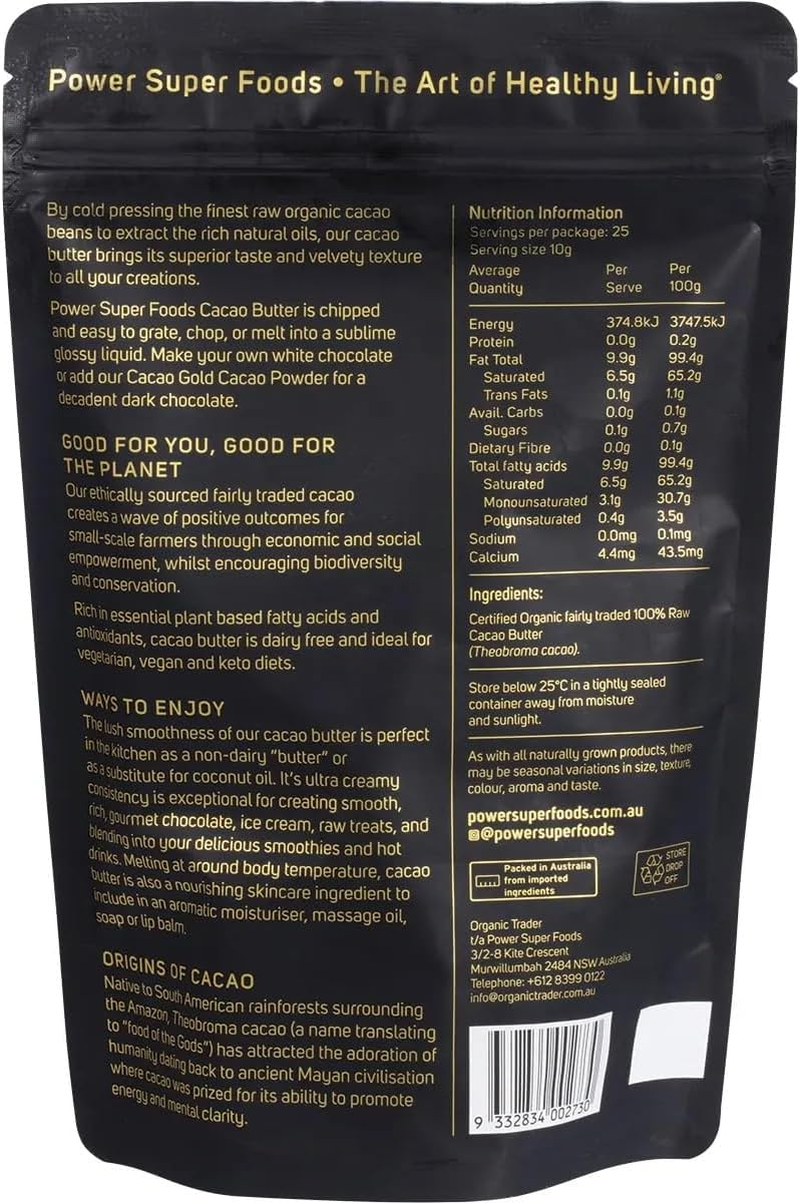 Power Super Foods • The Art of Healthy Living®
By cold pressing the finest raw organic cacao
beans to extract the rich natural oils, our cacao
butter brings its superior taste and velvety texture
to all your creations.
Power Super Foods Cacao Butter is chipped
and easy to grate, chop, or melt into a sublime
glossy liquid. Make your own white chocolate
or add our Cacao Gold Cacao Powder for a
decadent dark chocolate.
GOOD FOR YOU, GOOD FOR
THE PLANET
Our ethically sourced fairly traded cacao
creates a wave of positive outcomes for
small-scale farmers through economic and social
empowerment, whilst encouraging biodiversity
and conservation.
Rich in essential plant based fatty acids and
antioxidants, cacao butter is dairy free and ideal for
vegetarian, vegan and keto diets.
WAYS TO ENJOY
The lush smoothness of our cacao butter is perfect
in the kitchen as a non-dairy "butter" or
as a substitute for coconut oil. It's ultra creamy
consistency is exceptional for creating smooth,
rich, gourmet chocolate, ice cream, raw treats, and
blending into your delicious smoothies and hot
drinks. Melting at around body temperature, cacao
butter is also a nourishing skincare ingredient to
include in an aromatic moisturiser, massage oil,
soap or lip balm.
ORIGINS OF CACAO
Native to South American rainforests surrounding
the Amazon, Theobroma cacao (a name translating
to "food of the Gods") has attracted the adoration of
humanity dating back to ancient Mayan civilisation
where cacao was prized for its ability to promote
energy and mental clarity.
Nutrition Information
Servings per package: 25
Serving size 10g
Average Per Per
Quantity Serve 100g
Energy 374.8kJ 3747.5kJ
Protein 0.0g 0.2g
Fat Total 9.9g 99.4g
Saturated 6.5g 65.2g
Trans Fats 0.1g 1.1g
Avail. Carbs 0.0g 0.1g
Sugars 0.1g 0.7g
Dietary Fibre 0.0g 0.1g
Total fatty acids 9.9g 99.4g
Saturated 6.5g 65.2g
Monounsaturated 3.1g 30.7g
Polyunsaturated 0.4g 3.5g
Sodium 0.0mg 0.1mg
Calcium 4.4mg 43.5mg
Ingredients:
Certified Organic fairly traded 100% Raw
Cacao Butter
(Theobroma cacao).
Store below 25°C in a tightly sealed
container away from moisture
and sunlight.
As with all naturally grown products, there
may be seasonal variations in size, texture,
colour, aroma and taste.
powersuperfoods.com.au
@powersuperfoods
Packed in Australia
from imported
ingredients
STORE
DROP
OFF
Organic Trader
t/a Power Super Foods
3/2-8 Kite Crescent
Murwillumbah 2484 NSW Australia
Telephone: +612 8399 0122
info@organictrader.com.au
9 332834 002730